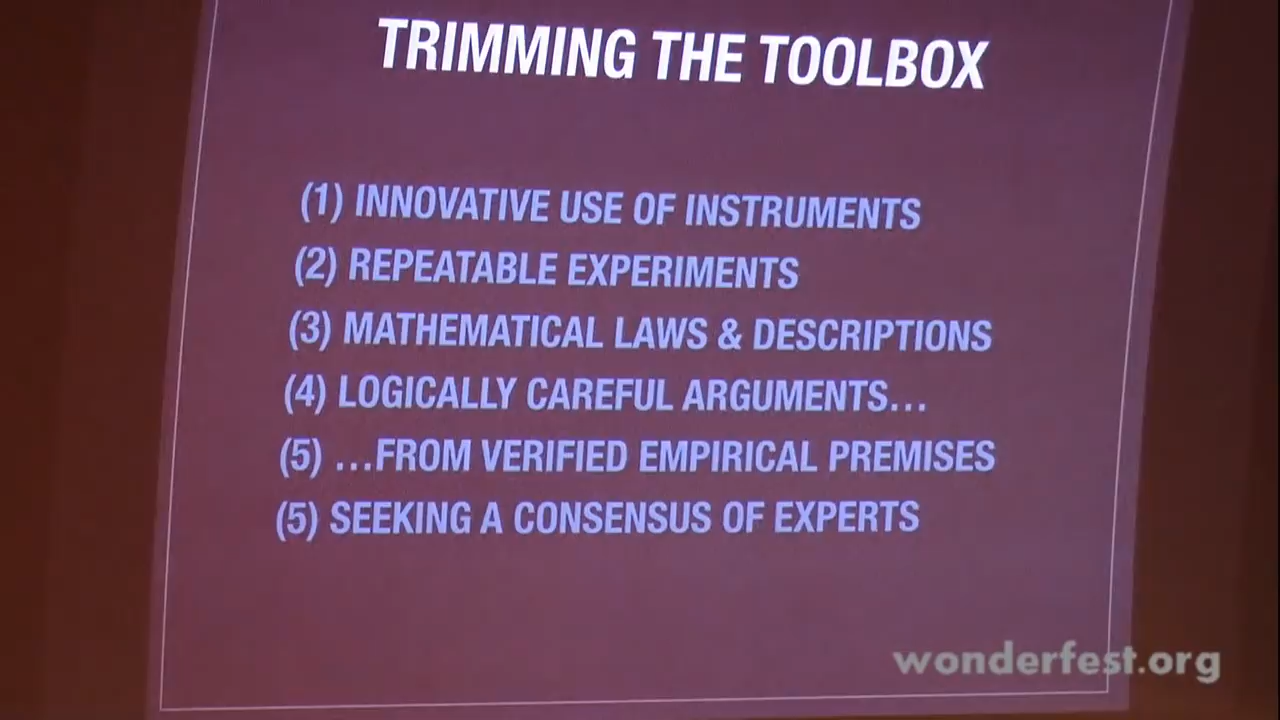 TRIMMING THE TOOLBOX
(1) INNOVATIVE USE OF INSTRUMENTS
(2) REPEATABLE EXPERIMENTS
(3) MATHEMATICAL LAWS & DESCRIPTIONS
(4) LOGICALLY CAREFUL ARGUMENTS...
(5) ...FROM VERIFIED EMPIRICAL PREMISES
(5) SEEKING A CONSENSUS OF EXPERTS
wonderfest.org